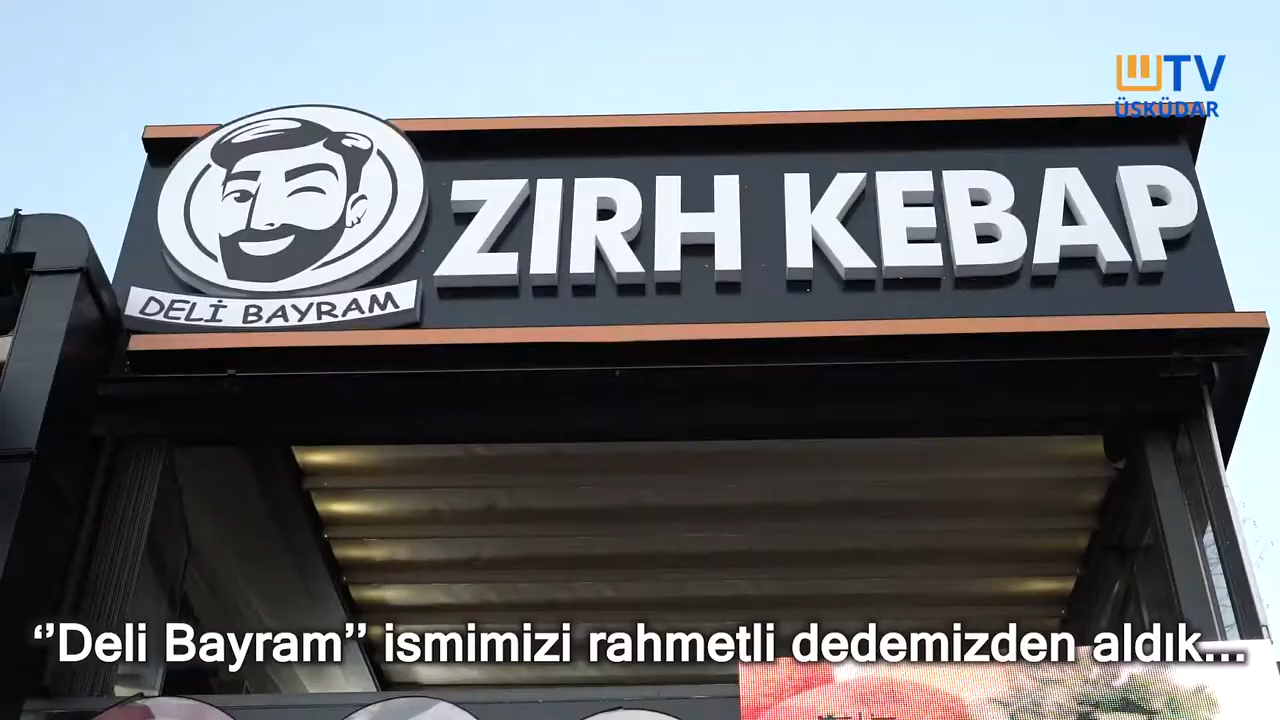 TV
ÜSKÜDAR
ZIRH KEBAP
DELİ BAYRAM
‘’Deli Bayram’’ ismimizi rahmetli dedemizden aldık...